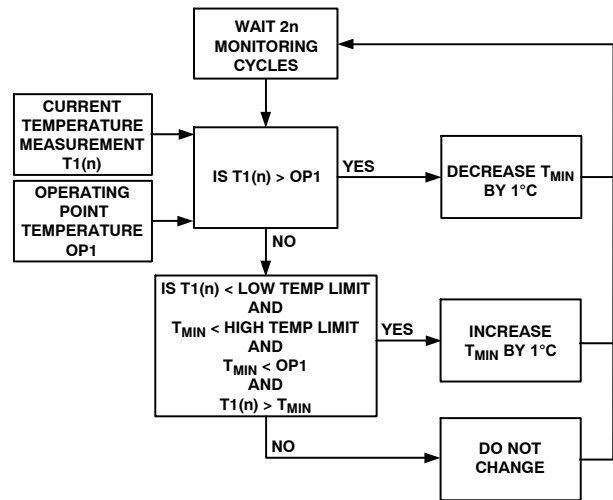 WAIT 2n
MONITORING
CYCLES
CURRENT
TEMPERATURE
MEASUREMENT
T1(n)
OPERATING
POINT
TEMPERATURE
OP1
IS T1(n) > OP1
YES
DECREASE TMIN
BY 1°C
NO
IS T1(n) < LOW TEMP LIMIT
AND
TMIN < HIGH TEMP LIMIT
AND
TMIN < OP1
AND
T1(n) > TMIN
YES
INCREASE
TMIN BY 1°C
NO
DO NOT
CHANGE